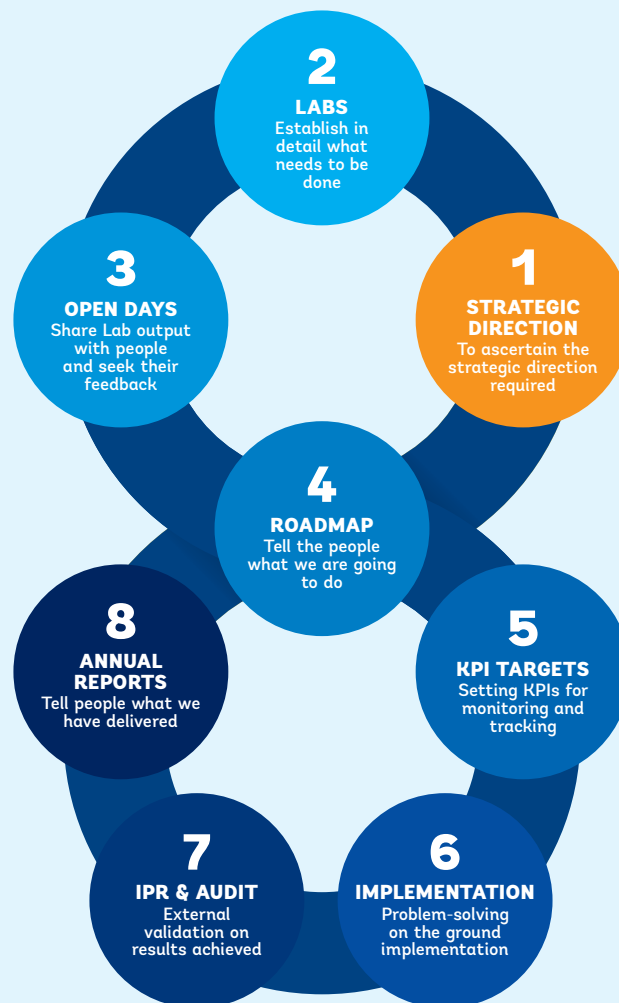 1
STRATEGIC
DIRECTION
To ascertain the
strategic direction
required
2
LABS
Establish in
detail what
needs to be
done
3
OPEN DAYS
Share Lab output
with people
and seek their
feedback
4
ROADMAP
Tell the people
what we are going
to do
5
KPI TARGETS
Setting KPIs for
monitoring and
tracking
6
IMPLEMENTATION
Problem-solving
on the ground
implementation
7
IPR & AUDIT
External
validation on
results achieved
8
ANNUAL
REPORTS
Tell people what we
have delivered